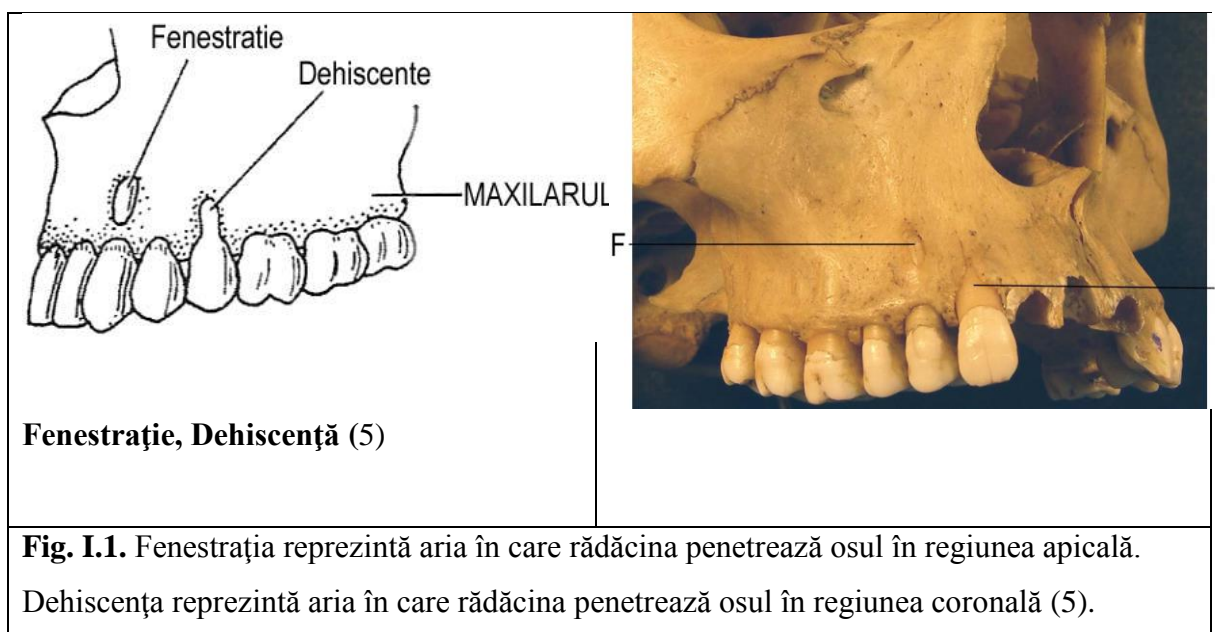 Fenestratie
Dehiscente
MAXILARUL
F
Fenestraţie, Dehiscenţă (5)
Fig. I.1. Fenestraţia reprezintă aria în care rădăcina penetrează osul în regiunea apicală.
Dehiscenţa reprezintă aria în care rădăcina penetrează osul în regiunea coronală (5).